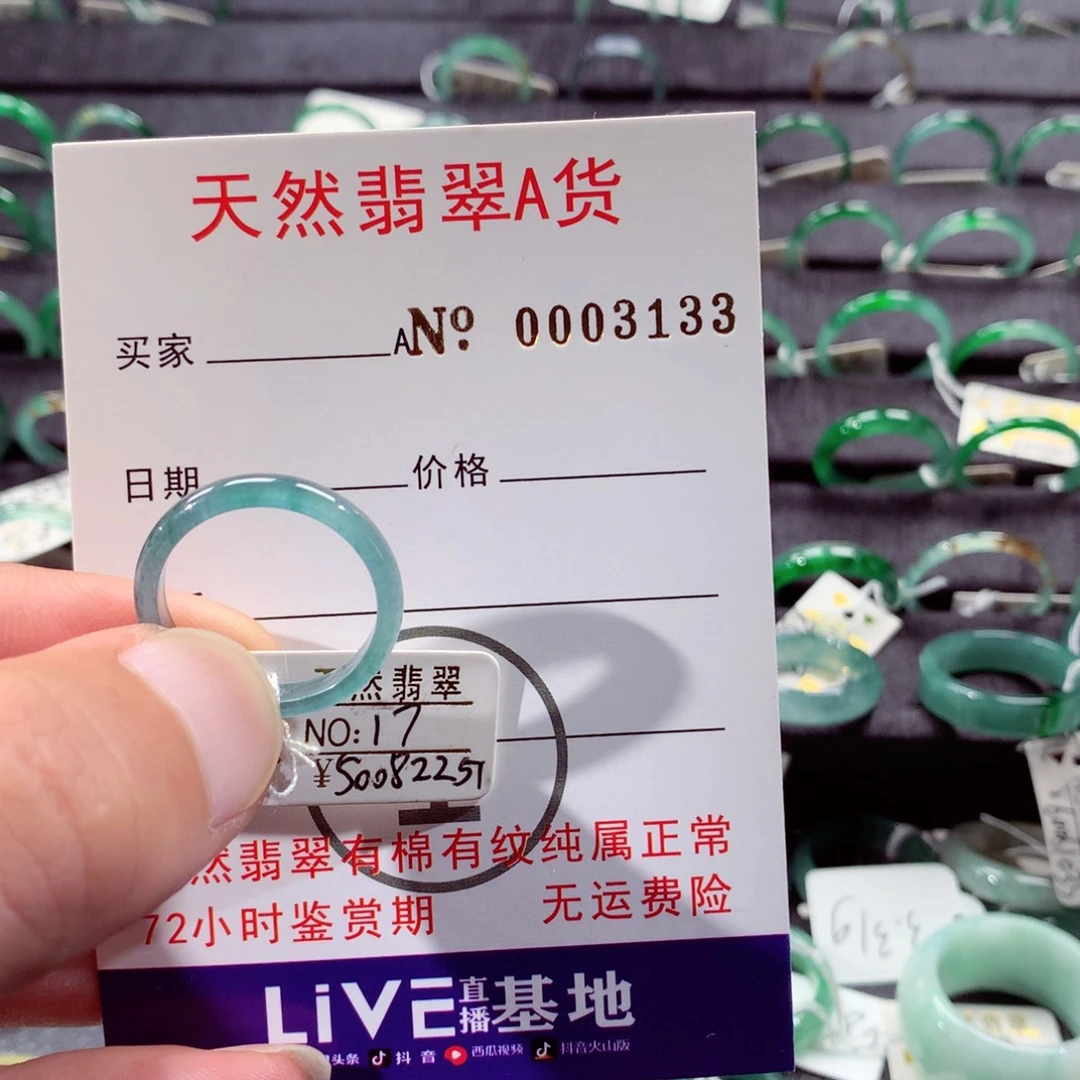 天然翡翠A货
买家 A№ 0003133
日期 价格
然翡翠
NO:17
¥S0082257
然翡翠有棉有纹纯属正常
72小时鉴赏期 无运费险
LiVE直播基地
头条 抖音 西瓜视频 抖音火山版